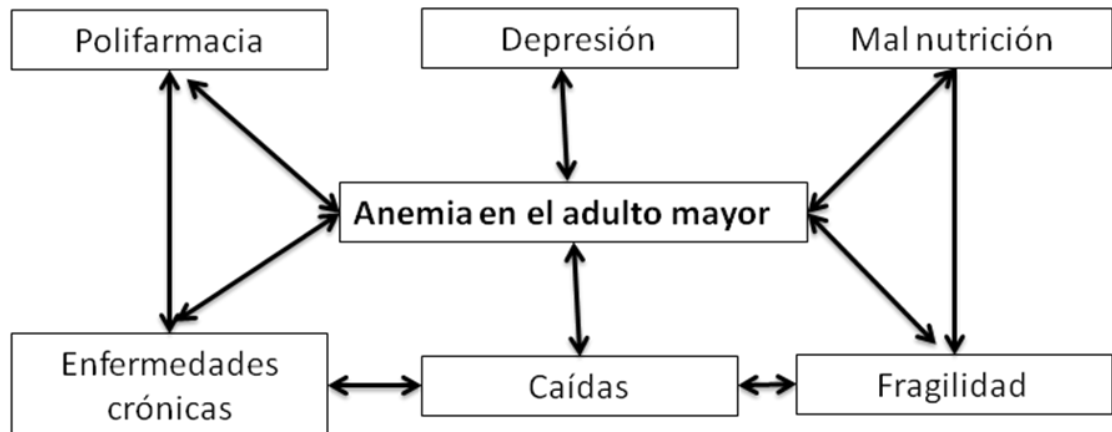 Polifarmacia
Depresión
Mal nutrición
Anemia en el adulto mayor
Enfermedades
crónicas
Caídas
Fragilidad